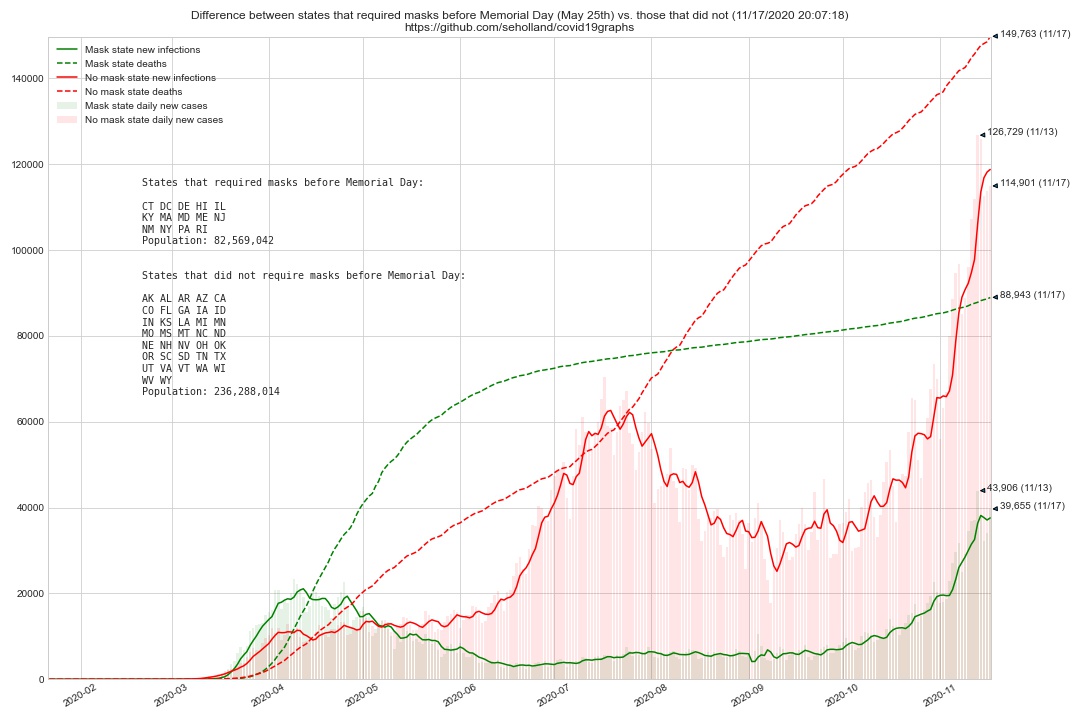 Difference between states that required masks before Memorial Day (May 25th) vs. those that did not (11/17/2020 20:07:18)
https://github.com/seholland/covid19graphs
Mask state new infections
Mask state deaths
No mask state new infections
No mask state deaths
Mask state daily new cases
No mask state daily new cases
States that required masks before Memorial Day:
CT DC DE HI IL
KY MA MD ME NJ
NM NY PA RI
Population: 82,569,042
States that did not require masks before Memorial Day:
AK AL AR AZ CA
CO FL GA IA ID
IN KS LA MI MN
MO MS MT NC ND
NE NH NV OH OK
OR SC SD TN TX
UT VA VT WA WI
WV WY
Population: 236,288,014
149,763 (11/17)
126,729 (11/13)
114,901 (11/17)
88,943 (11/17)
43,906 (11/13)
39,655 (11/17)
140000
120000
100000
80000
60000
40000
20000
0
2020-02
2020-03
2020-04
2020-05
2020-06
2020-07
2020-08
2020-09
2020-10
2020-11